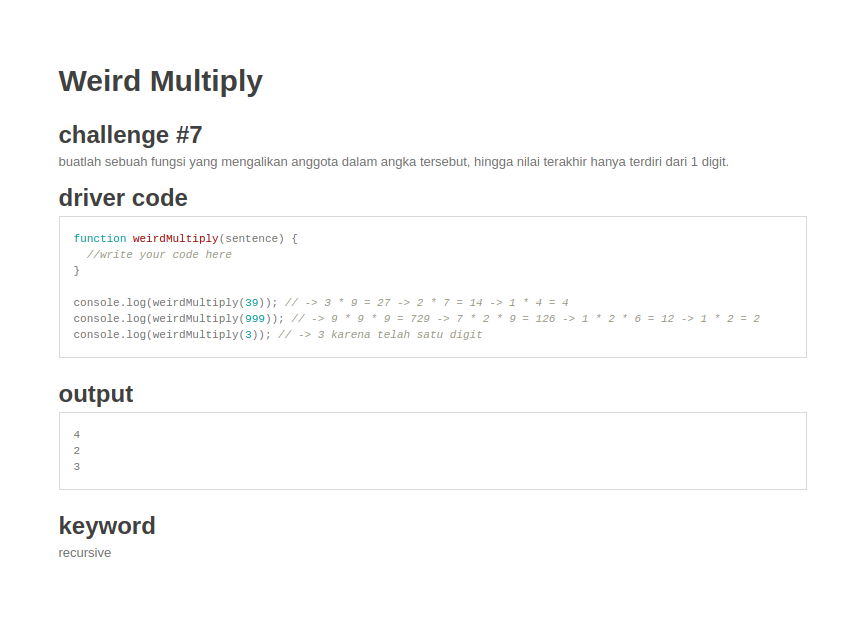 Weird Multiply
challenge #7
buatlah sebuah fungsi yang mengalikan anggota dalam angka tersebut, hingga nilai terakhir hanya terdiri dari 1 digit.
driver code
function weirdMultiply(sentence) {
  //write your code here
}
console.log(weirdMultiply(39)); // -> 3 * 9 = 27 -> 2 * 7 = 14 -> 1 * 4 = 4
console.log(weirdMultiply(999)); // -> 9 * 9 * 9 = 729 -> 7 * 2 * 9 = 126 -> 1 * 2 * 6 = 12 -> 1 * 2 = 2
console.log(weirdMultiply(3)); // -> 3 karena telah satu digit
output
4
2
3
keyword
recursive